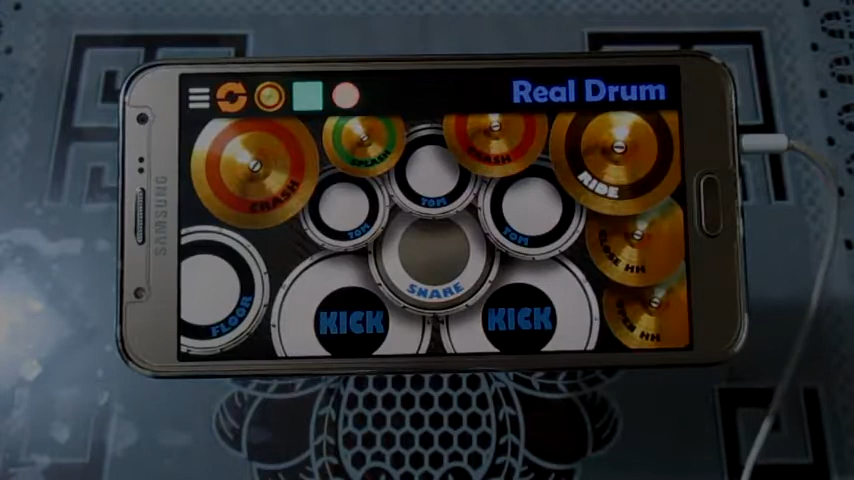 SAMSUNG
Real Drum
CRASH
SPLASH
CRASH
RIDE
TOM
TOM
TOM
CLOSE HH
SNARE
FLOOR
KICK
KICK
OPEN HH